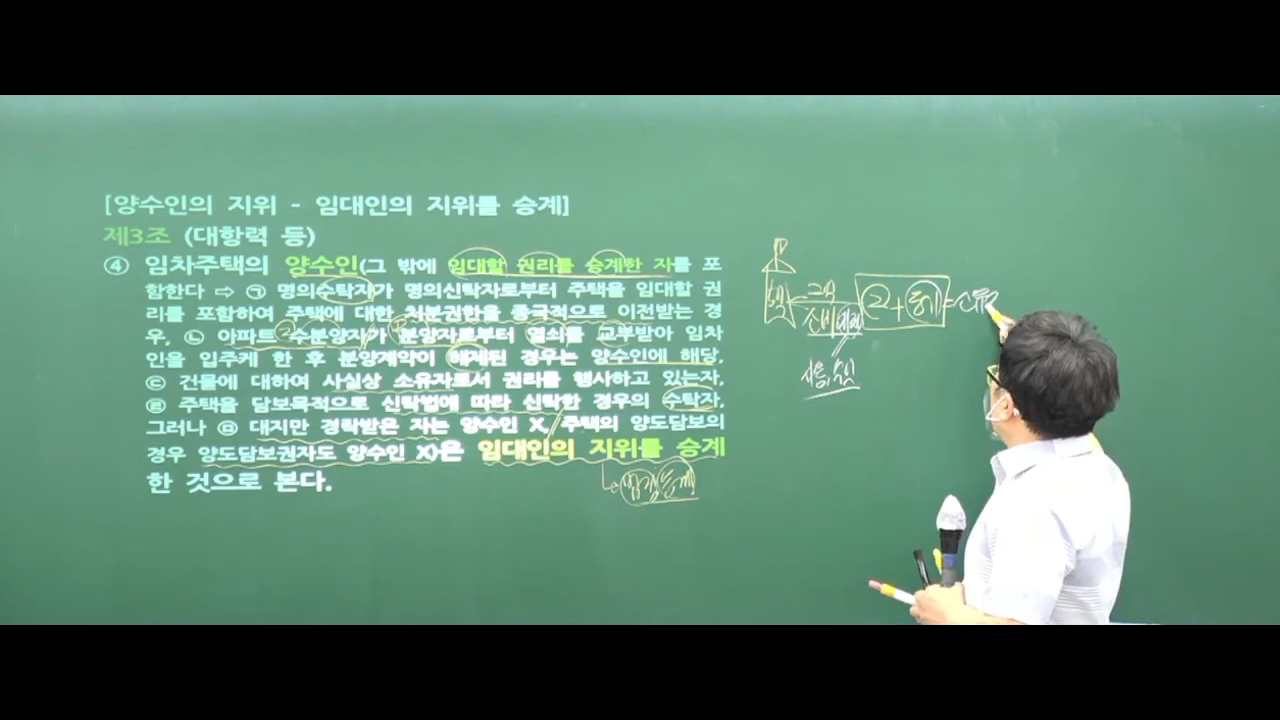 [양수인의 지위 - 임대인의 지위를 승계]
제3조 (대항력 등)
④ 임차주택의 양수인(그 밖에 임대할 권리를 승계한 자를 포
함한다 ⇨ ㉠ 명의수탁자가 명의신탁자로부터 주택을 임대할 권
리를 포함하여 주택에 대한 처분권한을 종국적으로 이전받는 경
우, ㉡ 아파트 수분양자가 분양자로부터 열쇠를 교부받아 임차
인을 입주케 한 후 분양계약이 해제된 경우는 양수인에 해당,
㉢ 건물에 대하여 사실상 소유자로서 권리를 행사하고 있는자,
㉣ 주택을 담보목적으로 신탁법에 따라 신탁한 경우의 수탁자,
그러나 ㉤ 대지만 경락받은 자는 양수인 X, 주택의 양도담보의
경우 양도담보권자도 양수인 X)은 임대인의 지위를 승계
한 것으로 본다.